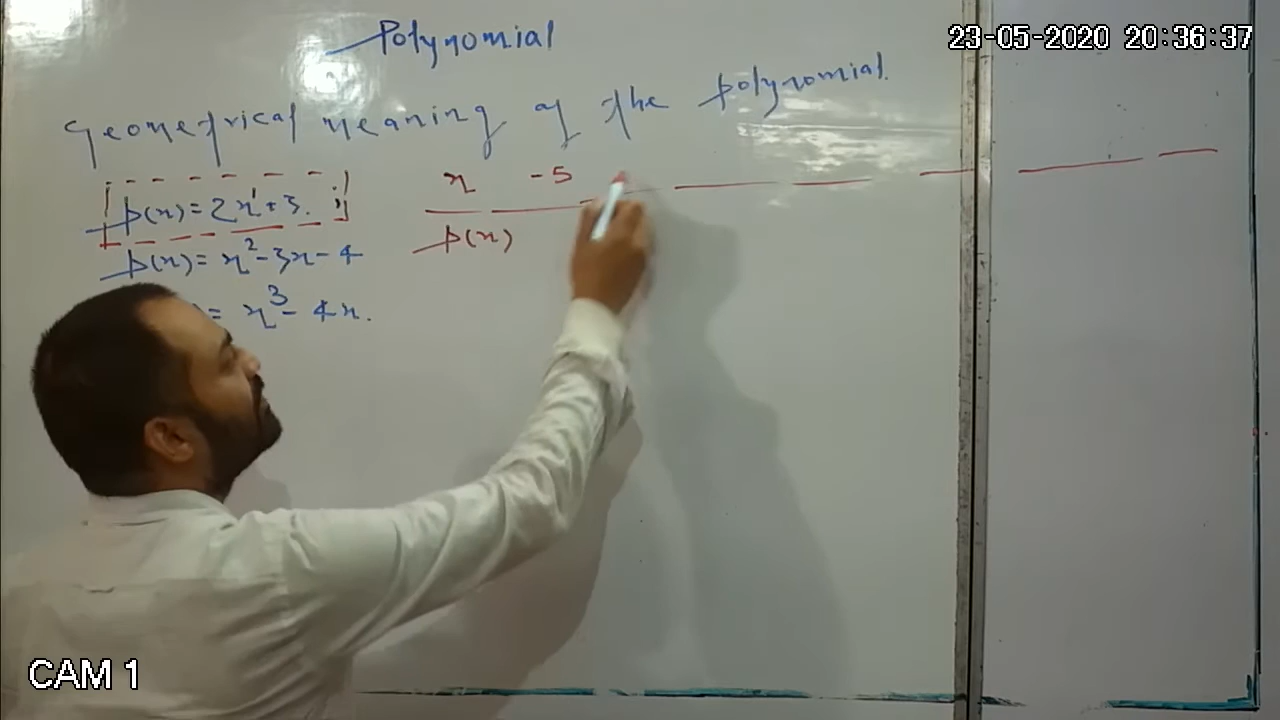 Polynomial
23-05-2020 20:36:37
Geometrical meaning of the polynomial.
p(x) = 2x¹+3. ;
p(x) = x²-3x-4
= x³-4x.
x -5
p(x)
CAM 1